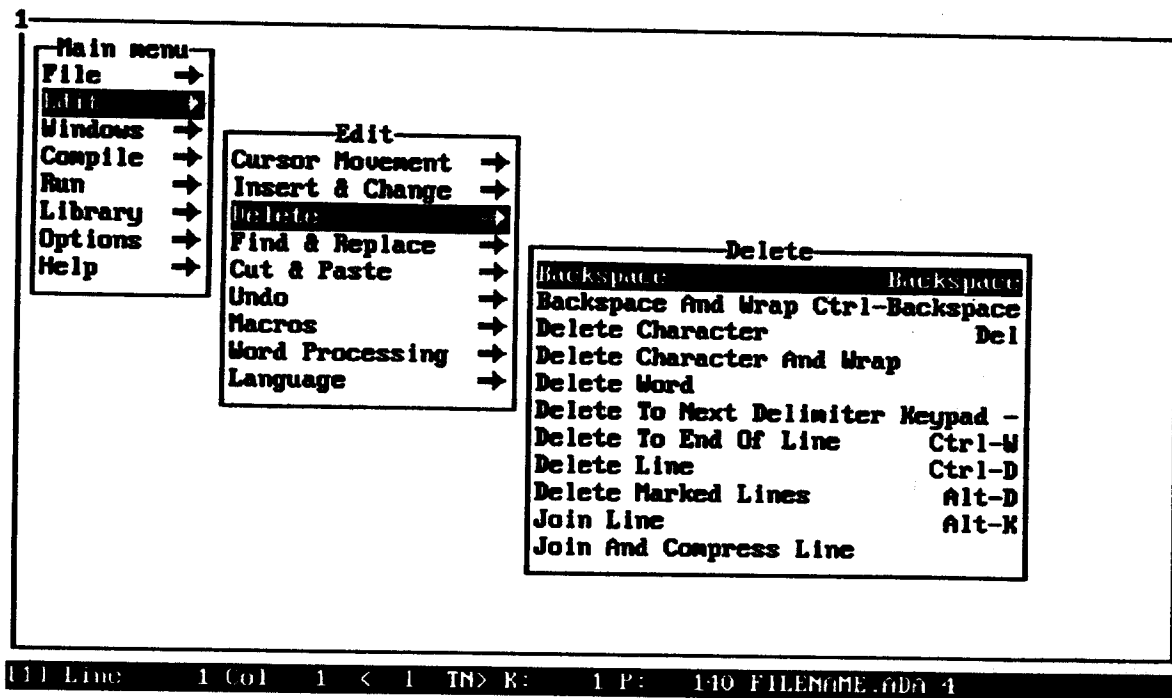 1
Main menu
File
Edit
Windows
Compile
Run
Library
Options
Help
Edit
Cursor Movement
Insert & Change
Delete
Find & Replace
Cut & Paste
Undo
Macros
Word Processing
Language
Delete
Backspace Backspace
Backspace And Wrap Ctrl-Backspace
Delete Character Del
Delete Character And Wrap
Delete Word
Delete To Next Delimiter Keypad -
Delete To End Of Line Ctrl-W
Delete Line Ctrl-D
Delete Marked Lines Alt-D
Join Line Alt-K
Join And Compress Line
[1] Line 1 Col 1 < 1 TN> K: 1 P: 140 FILENAME.ADA 4